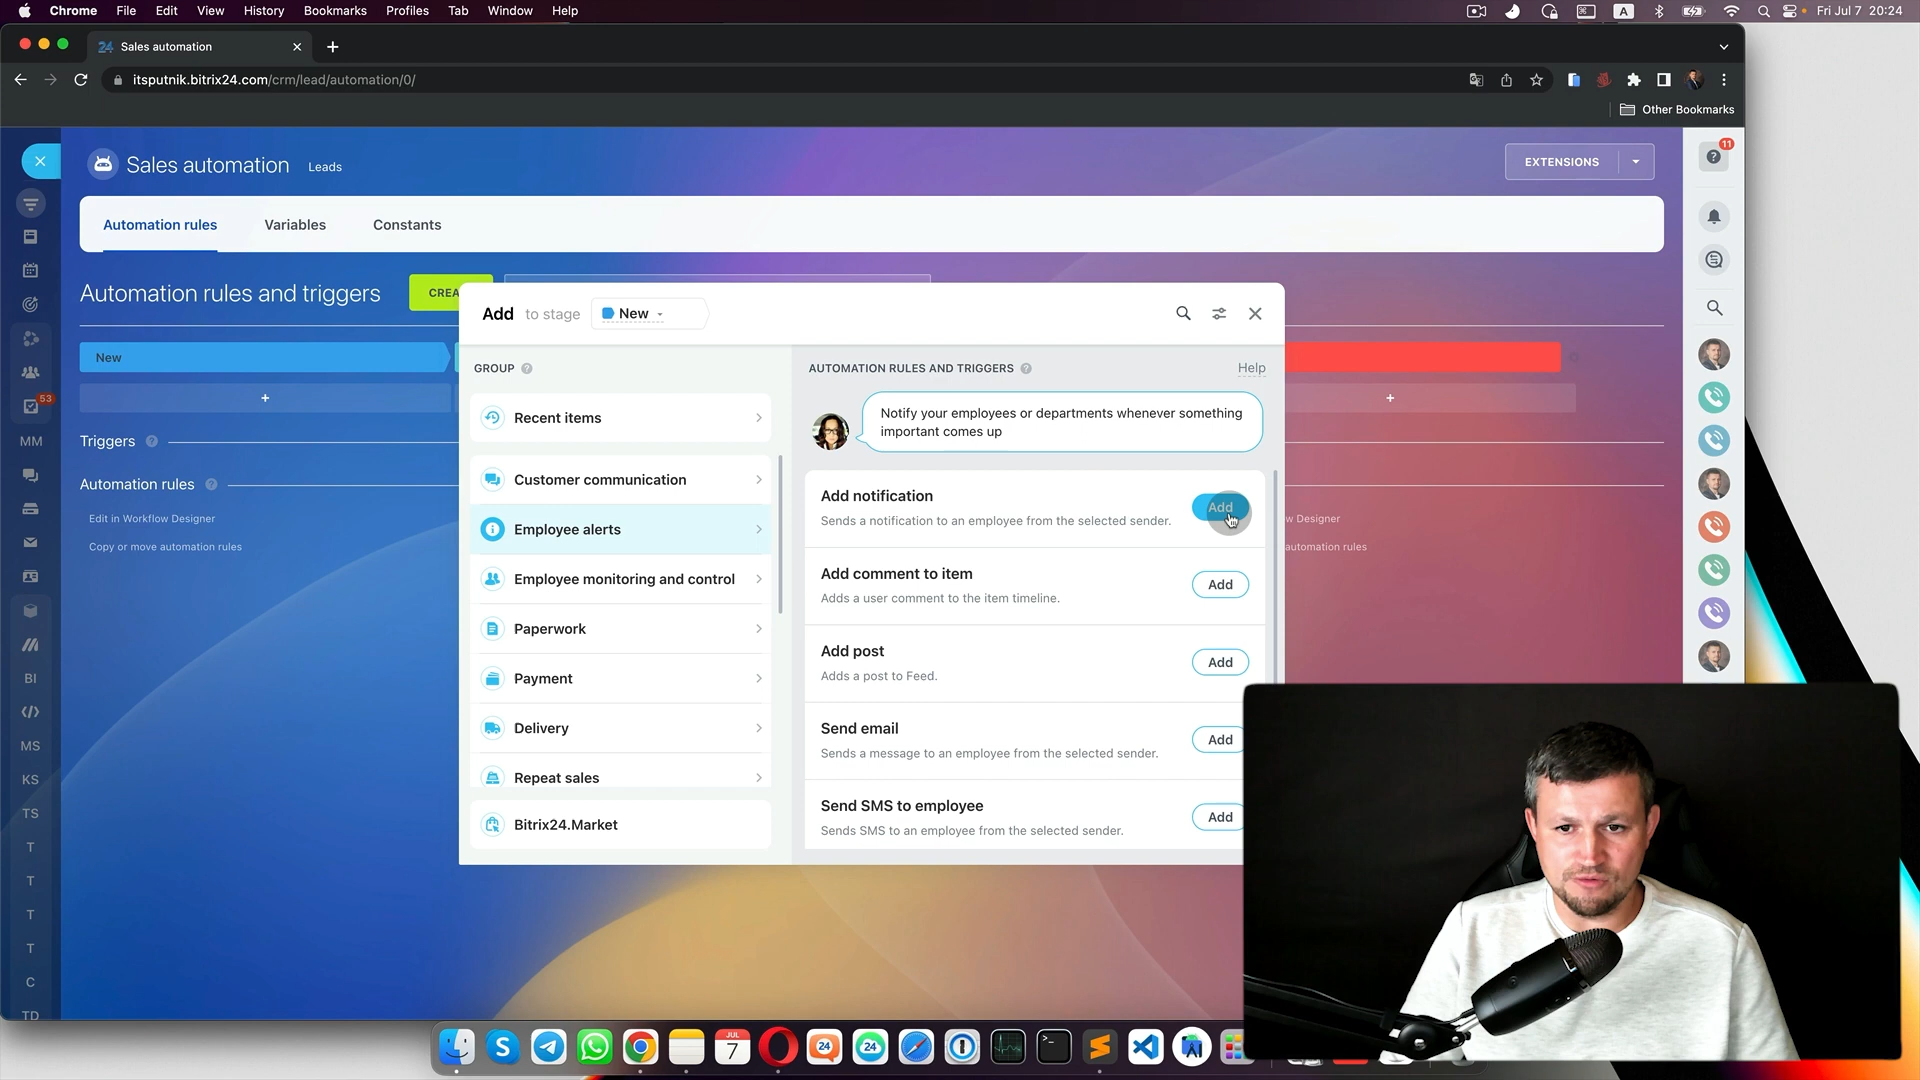 Chrome File Edit View History Bookmarks Profiles Tab Window Help
A
Fri Jul 7 20:24
24 Sales automation
itsputnik.bitrix24.com/crm/lead/automation/0/
Other Bookmarks
Sales automation Leads
EXTENSIONS
11
Automation rules Variables Constants
Automation rules and triggers
CREA
New
+
+
Triggers ?
Automation rules ?
Edit in Workflow Designer
Copy or move automation rules
w Designer
automation rules
53
MM
BI
MS
KS
TS
T
T
T
T
C
TD
Add to stage New
GROUP ?
Recent items
Customer communication
Employee alerts
Employee monitoring and control
Paperwork
Payment
Delivery
Repeat sales
Bitrix24.Market
AUTOMATION RULES AND TRIGGERS ?
Help
Notify your employees or departments whenever something
important comes up
Add notification
Sends a notification to an employee from the selected sender.
Add
Add comment to item
Adds a user comment to the item timeline.
Add
Add post
Adds a post to Feed.
Add
Send email
Sends a message to an employee from the selected sender.
Add
Send SMS to employee
Sends SMS to an employee from the selected sender.
Add
JUL
7
24
24